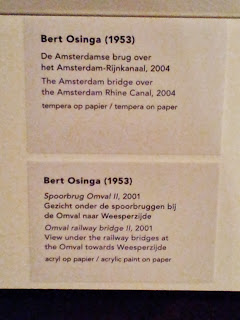 Bert Osinga (1953)
De Amsterdamse brug over
het Amsterdam-Rijnkanaal, 2004
The Amsterdam bridge over
the Amsterdam Rhine Canal, 2004
tempera op papier / tempera on paper
Bert Osinga (1953)
Spoorbrug Omval II, 2001
Gezicht onder de spoorbruggen bij
de Omval naar Weesperzijde
Omval railway bridge II, 2001
View under the railway bridges at
the Omval towards Weesperzijde
acryl op papier / acrylic paint on paper